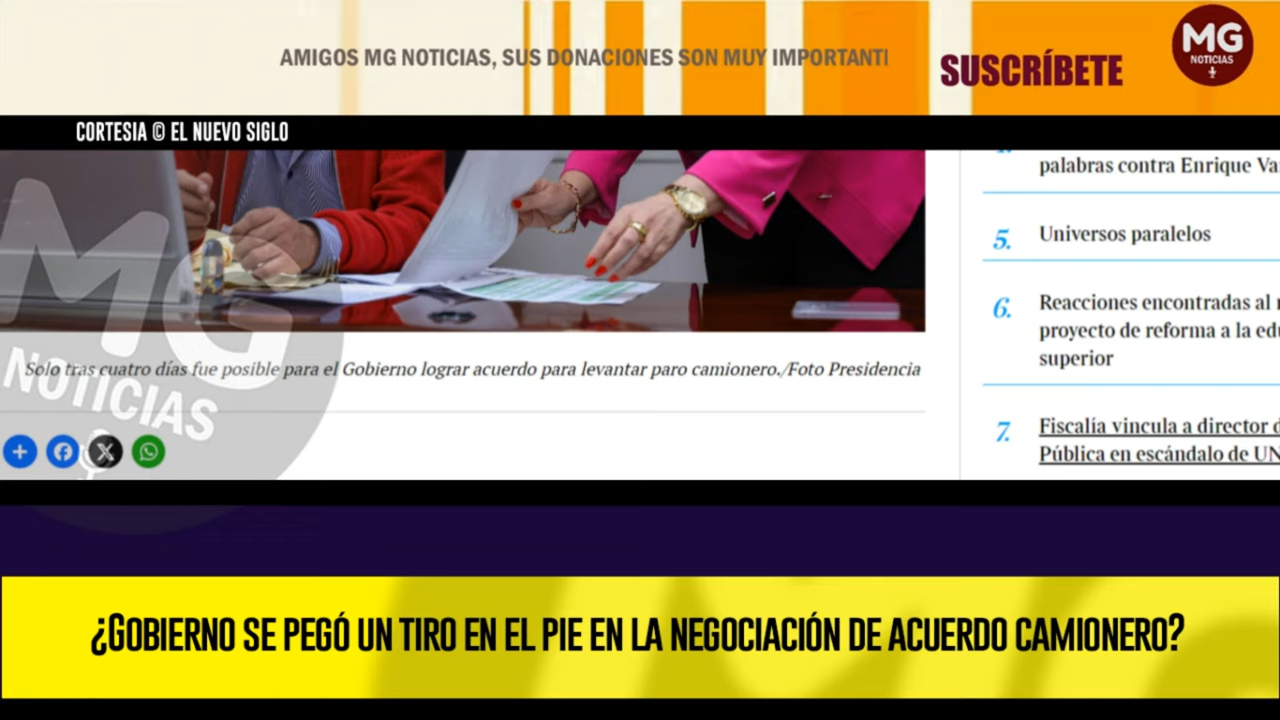 AMIGOS MG NOTICIAS, SUS DONACIONES SON MUY IMPORTANT
SUSCRÍBETE
MG
NOTICIAS
CORTESIA © EL NUEVO SIGLO
palabras contra Enrique
5. Universos paralelos
6. Reacciones encontradas al
proyecto de reforma a la
superior
Solo tras cuatro días fue posible para el Gobierno lograr acuerdo para levantar paro camionero./Foto Presidencia
7. Fiscalía vincula a director
Pública en escándalo de
MG
NOTICIAS
¿GOBIERNO SE PEGÓ UN TIRO EN EL PIE EN LA NEGOCIACIÓN DE ACUERDO CAMIONERO?